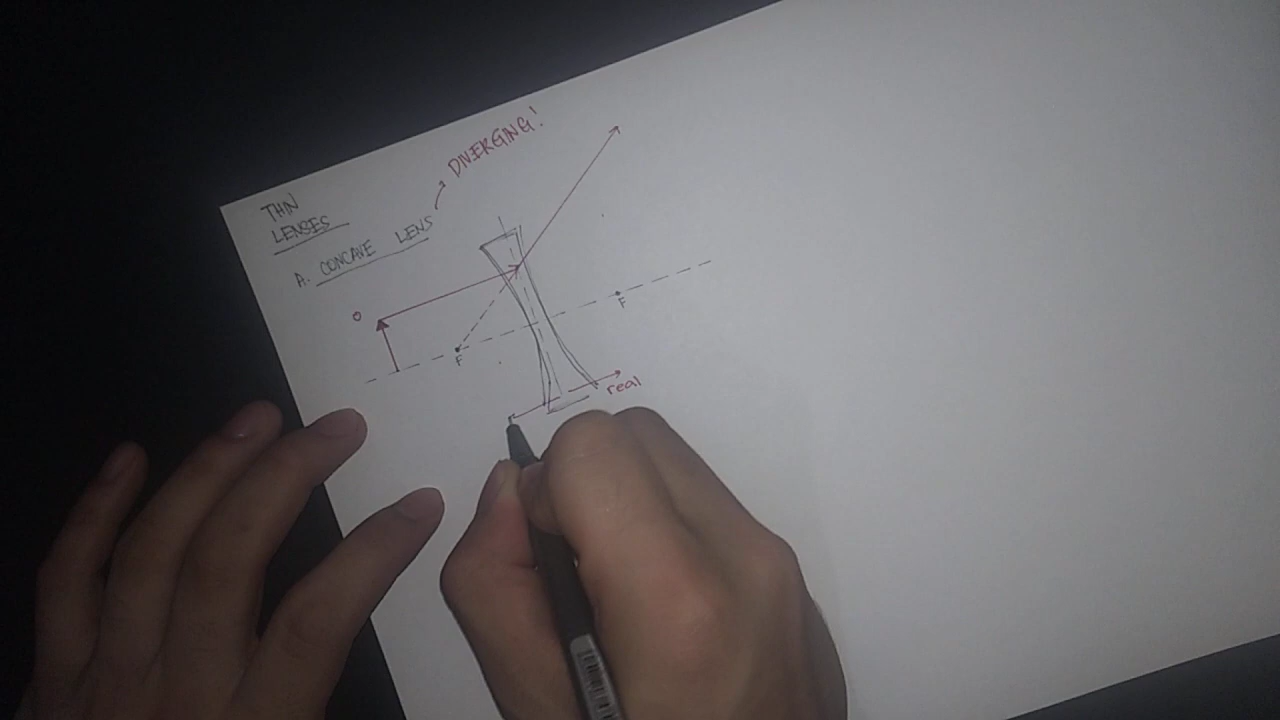 THIN
LENSES
A. CONCAVE LENS → DIVERGING!
O
F
F
real